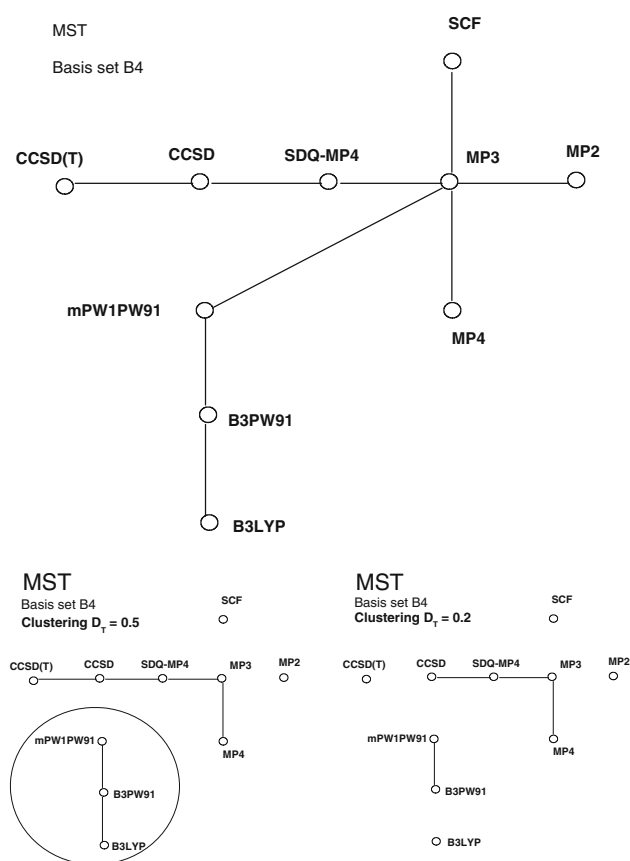 MST
Basis set B4
SCF
CCSD(T)
CCSD
SDQ-MP4
MP3
MP2
mPW1PW91
MP4
B3PW91
B3LYP
MST
Basis set B4
Clustering D_T = 0.5
SCF
CCSD(T)
CCSD
SDQ-MP4
MP3
MP2
mPW1PW91
MP4
B3PW91
B3LYP
MST
Basis set B4
Clustering D_T = 0.2
SCF
CCSD(T)
CCSD
SDQ-MP4
MP3
MP2
mPW1PW91
MP4
B3PW91
B3LYP